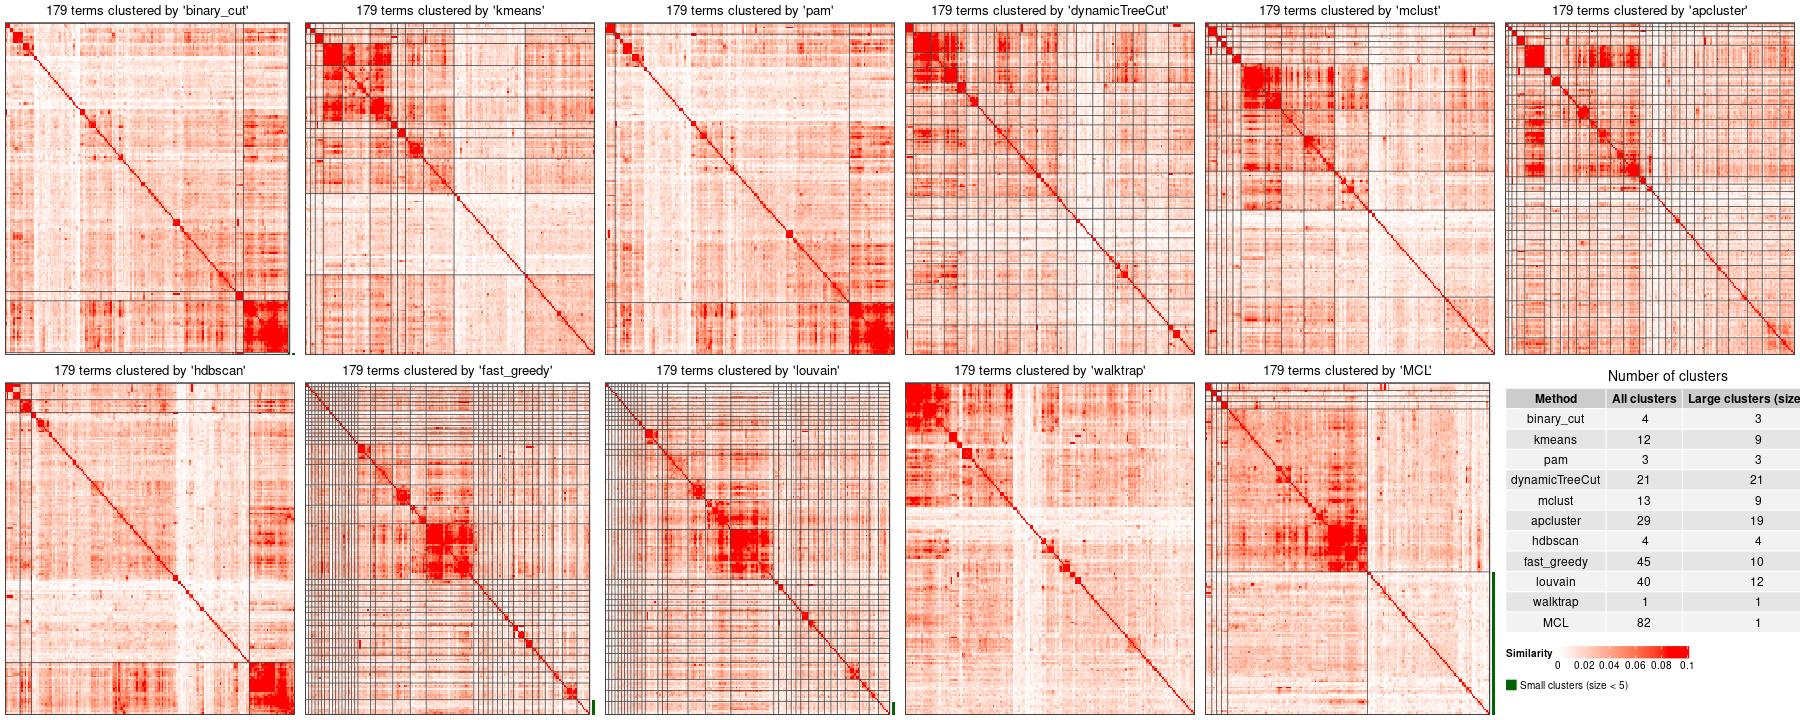 179 terms clustered by 'binary_cut'
179 terms clustered by 'kmeans'
179 terms clustered by 'pam'
179 terms clustered by 'dynamicTreeCut'
179 terms clustered by 'mclust'
179 terms clustered by 'apcluster'
179 terms clustered by 'hdbscan'
179 terms clustered by 'fast_greedy'
179 terms clustered by 'louvain'
179 terms clustered by 'walktrap'
179 terms clustered by 'MCL'
Number of clusters
Method All clusters Large clusters (size
binary_cut 4 3
kmeans 12 9
pam 3 3
dynamicTreeCut 21 21
mclust 13 9
apcluster 29 19
hdbscan 4 4
fast_greedy 45 10
louvain 40 12
walktrap 1 1
MCL 82 1
Similarity
0 0.02 0.04 0.06 0.08 0.1
Small clusters (size < 5)